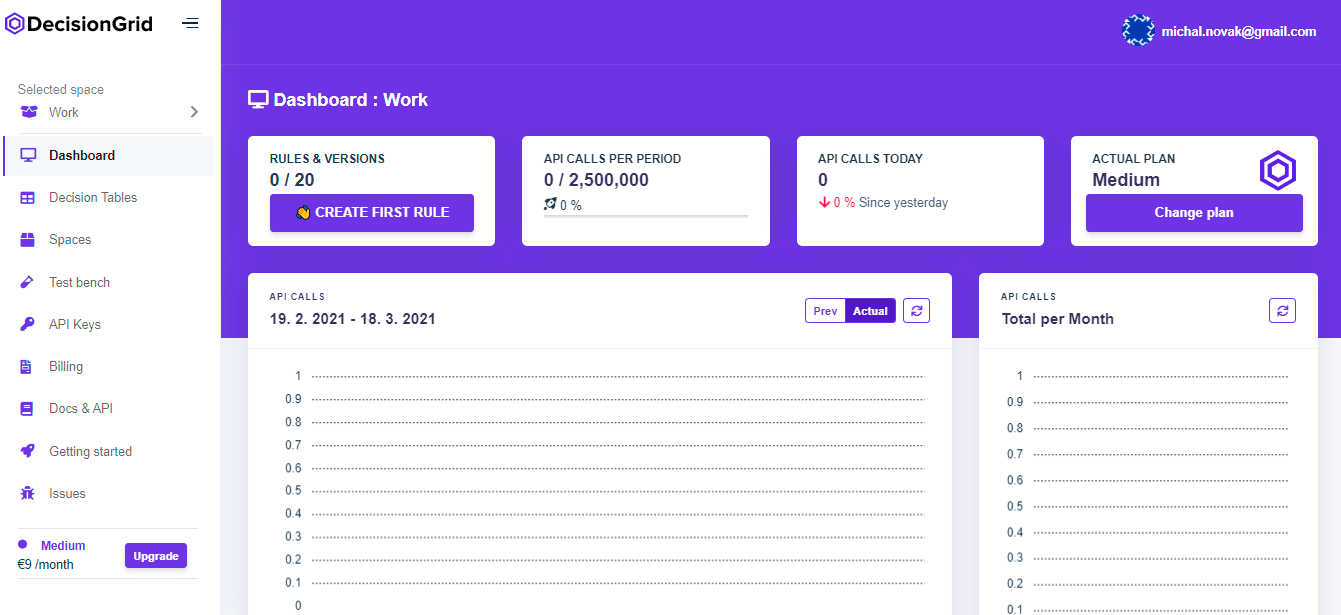 DecisionGrid
michal.novak@gmail.com
Selected space
Work
Dashboard
Decision Tables
Spaces
Test bench
API Keys
Billing
Docs & API
Getting started
Issues
Medium
€9 /month
Upgrade
Dashboard : Work
RULES & VERSIONS
0 / 20
CREATE FIRST RULE
API CALLS PER PERIOD
0 / 2,500,000
0 %
API CALLS TODAY
0
0 % Since yesterday
ACTUAL PLAN
Medium
Change plan
API CALLS
19. 2. 2021 - 18. 3. 2021
Prev Actual
1
0.9
0.8
0.7
0.6
0.5
0.4
0.3
0.2
0.1
0
API CALLS
Total per Month
1
0.9
0.8
0.7
0.6
0.5
0.4
0.3
0.2
0.1